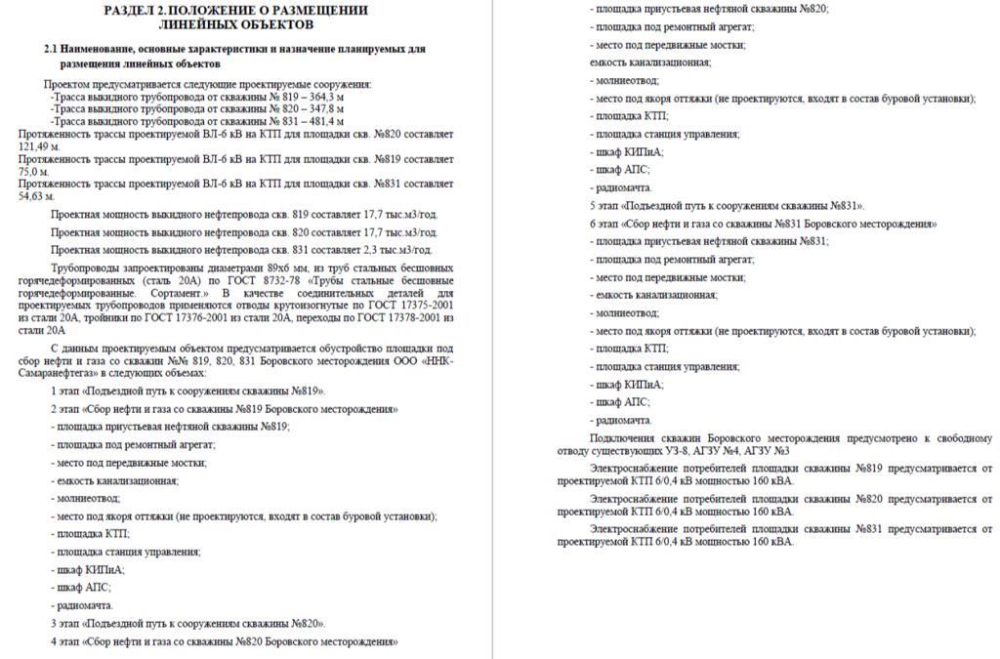 РАЗДЕЛ 2.ПОЛОЖЕНИЕ О РАЗМЕЩЕНИИ
ЛИНЕЙНЫХ ОБЪЕКТОВ
2.1 Наименование, основные характеристики и назначение планируемых для
размещения линейных объектов
Проектом предусматривается следующие проектируемые сооружения:
-Трасса выкидного трубопровода от скважины № 819 – 364,3 м
-Трасса выкидного трубопровода от скважины № 820 – 347,8 м
-Трасса выкидного трубопровода от скважины № 831 – 481,4 м
Протяженность трассы проектируемой ВЛ-6 кВ на КТП для площадки скв. №820 составляет
121,49 м.
Протяженность трассы проектируемой ВЛ-6 кВ на КТП для площадки скв. №819 составляет
75,0 м.
Протяженность трассы проектируемой ВЛ-6 кВ на КТП для площадки скв. №831 составляет
54,63 м.
Проектная мощность выкидного нефтепровода скв. 819 составляет 17,7 тыс.м3/год.
Проектная мощность выкидного нефтепровода скв. 820 составляет 17,7 тыс.м3/год.
Проектная мощность выкидного нефтепровода скв. 831 составляет 2,3 тыс.м3/год.
Трубопроводы запроектированы диаметрами 89х6 мм, из труб стальных бесшовных
горячедеформированных (сталь 20А) по ГОСТ 8732-78 «Трубы стальные бесшовные
горячедеформированные. Сортамент.» В качестве соединительных деталей для
проектируемых трубопроводов применяются отводы крутоизогнутые по ГОСТ 17375-2001
из стали 20А, тройники по ГОСТ 17376-2001 из стали 20А, переходы по ГОСТ 17378-2001 из
стали 20А
С данным проектируемым объектом предусматривается обустройство площадки под
сбор нефти и газа со скважин №№ 819, 820, 831 Боровского месторождения ООО «ННК-
Самаранефтегаз» в следующих объемах:
1 этап «Подъездной путь к сооружениям скважины №819».
2 этап «Сбор нефти и газа со скважины №819 Боровского месторождения»
- площадка приустьевая нефтяной скважины №819;
- площадка под ремонтный агрегат;
- место под передвижные мостки;
- емкость канализационная;
- молниеотвод;
- место под якоря оттяжки (не проектируются, входят в состав буровой установки);
- площадка КТП;
- площадка станция управления;
- шкаф КИПиА;
- шкаф АПС;
- радиомачта.
3 этап «Подъездной путь к сооружениям скважины №820».
4 этап «Сбор нефти и газа со скважины №820 Боровского месторождения»
- площадка приустьевая нефтяной скважины №820;
- площадка под ремонтный агрегат;
- место под передвижные мостки;
емкость канализационная;
- молниеотвод;
- место под якоря оттяжки (не проектируются, входят в состав буровой установки);
- площадка КТП;
- площадка станция управления;
- шкаф КИПиА;
- шкаф АПС;
- радиомачта.
5 этап «Подъездной путь к сооружениям скважины №831».
6 этап «Сбор нефти и газа со скважины №831 Боровского месторождения»
- площадка приустьевая нефтяной скважины №831;
- площадка под ремонтный агрегат;
- место под передвижные мостки;
- емкость канализационная;
- молниеотвод;
- место под якоря оттяжки (не проектируются, входят в состав буровой установки);
- площадка КТП;
- площадка станция управления;
- шкаф КИПиА;
- шкаф АПС;
- радиомачта.
Подключения скважин Боровского месторождения предусмотрено к свободному
отводу существующих УЗ-8, АГЗУ №4, АГЗУ №3
Электроснабжение потребителей площадки скважины №819 предусматривается от
проектируемой КТП 6/0,4 кВ мощностью 160 кВА.
Электроснабжение потребителей площадки скважины №820 предусматривается от
проектируемой КТП 6/0,4 кВ мощностью 160 кВА.
Электроснабжение потребителей площадки скважины №831 предусматривается от
проектируемой КТП 6/0,4 кВ мощностью 160 кВА.